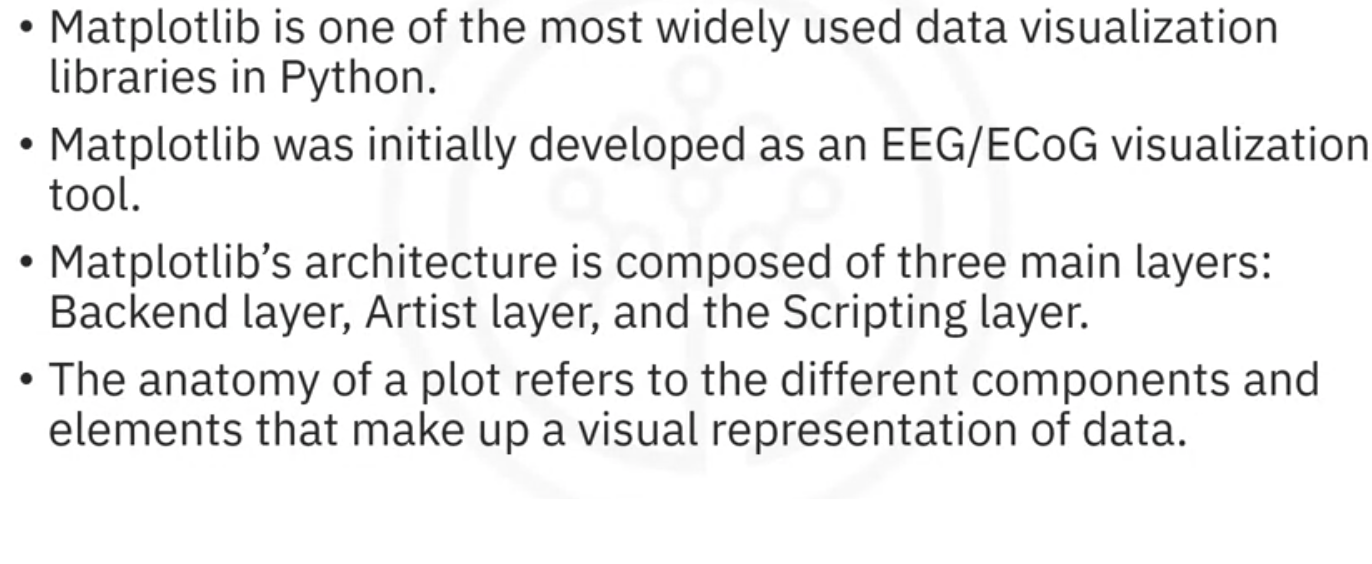 • Matplotlib is one of the most widely used data visualization
libraries in Python.
• Matplotlib was initially developed as an EEG/ECoG visualization
tool.
• Matplotlib’s architecture is composed of three main layers:
Backend layer, Artist layer, and the Scripting layer.
• The anatomy of a plot refers to the different components and
elements that make up a visual representation of data.